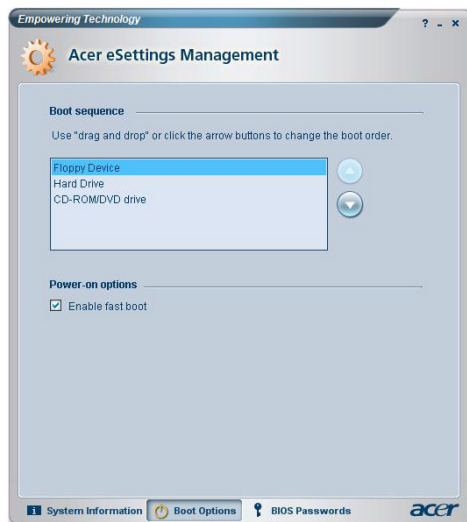 Empowering Technology
? - ×
Acer eSettings Management
Boot sequence
Use "drag and drop" or click the arrow buttons to change the boot order.
Floppy Device
Hard Drive
CD-ROM/DVD drive
Power-on options
Enable fast boot
System Information Boot Options BIOS Passwords acer